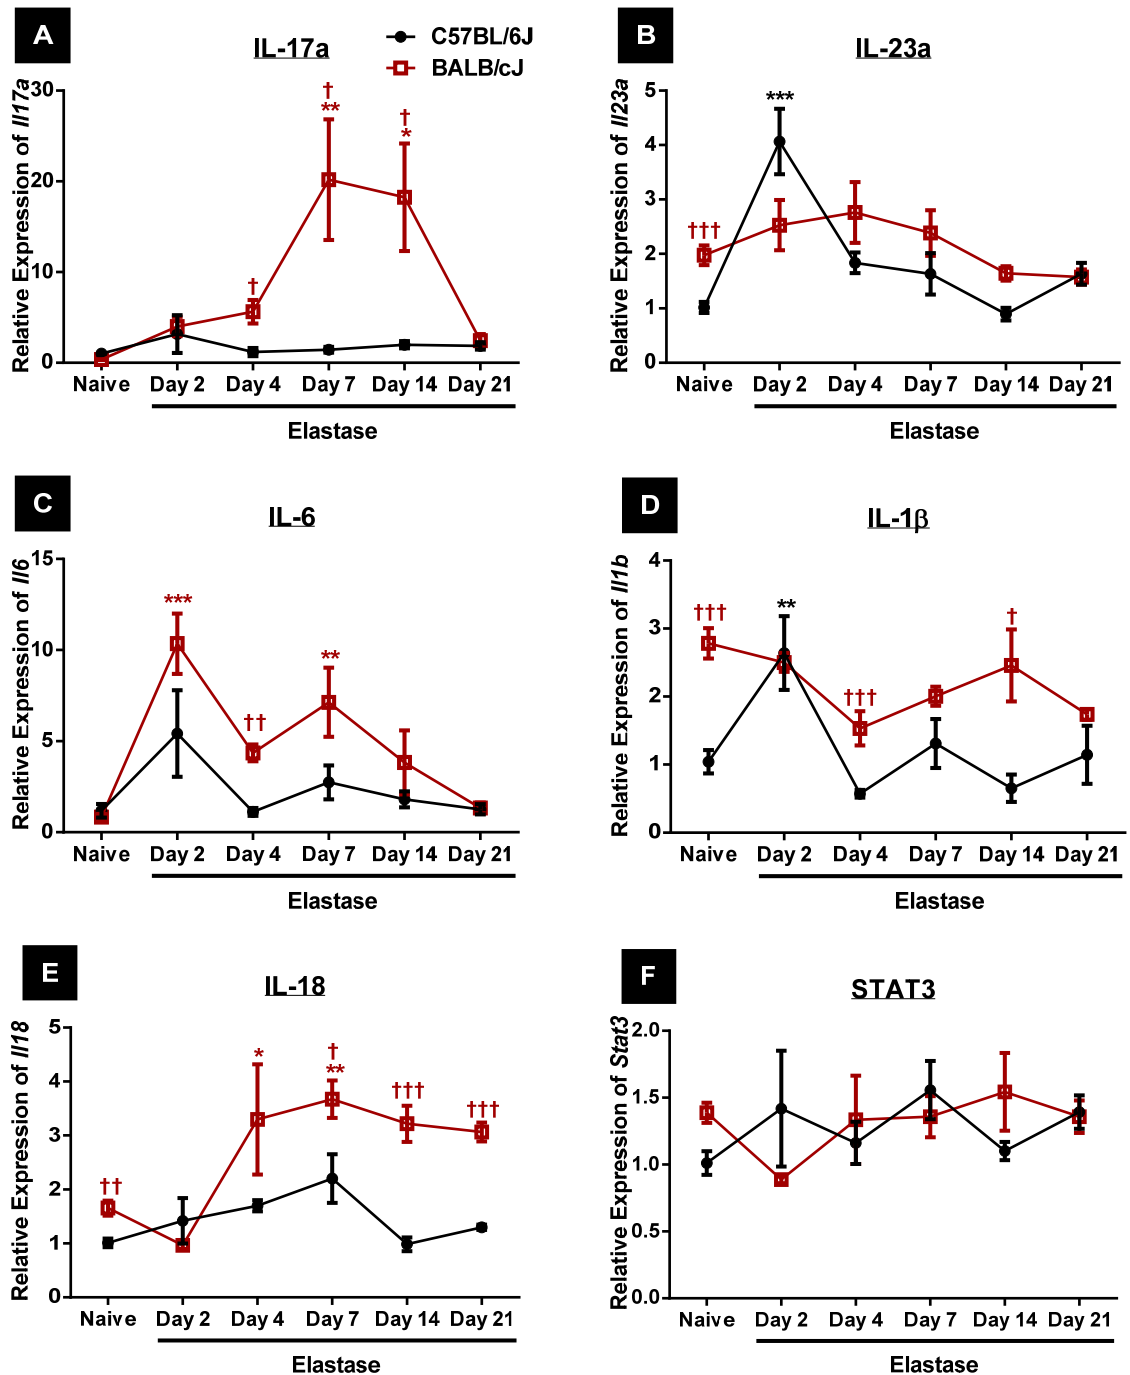 A
IL-17a
C57BL/6J
BALB/cJ
Relative Expression of Il17a
30
20
10
0
†
**
†
*
†
Naive Day 2 Day 4 Day 7 Day 14 Day 21
Elastase
B
IL-23a
Relative Expression of Il23a
5
4
3
2
1
0
***
†††
Naive Day 2 Day 4 Day 7 Day 14 Day 21
Elastase
C
IL-6
Relative Expression of Il6
15
10
5
0
***
††
**
Naive Day 2 Day 4 Day 7 Day 14 Day 21
Elastase
D
IL-1β
Relative Expression of Il1b
4
3
2
1
0
†††
**
†††
†
Naive Day 2 Day 4 Day 7 Day 14 Day 21
Elastase
E
IL-18
Relative Expression of Il18
5
4
3
2
1
0
††
*
†
**
†††
†††
Naive Day 2 Day 4 Day 7 Day 14 Day 21
Elastase
F
STAT3
Relative Expression of Stat3
2.0
1.5
1.0
0.5
0.0
Naive Day 2 Day 4 Day 7 Day 14 Day 21
Elastase